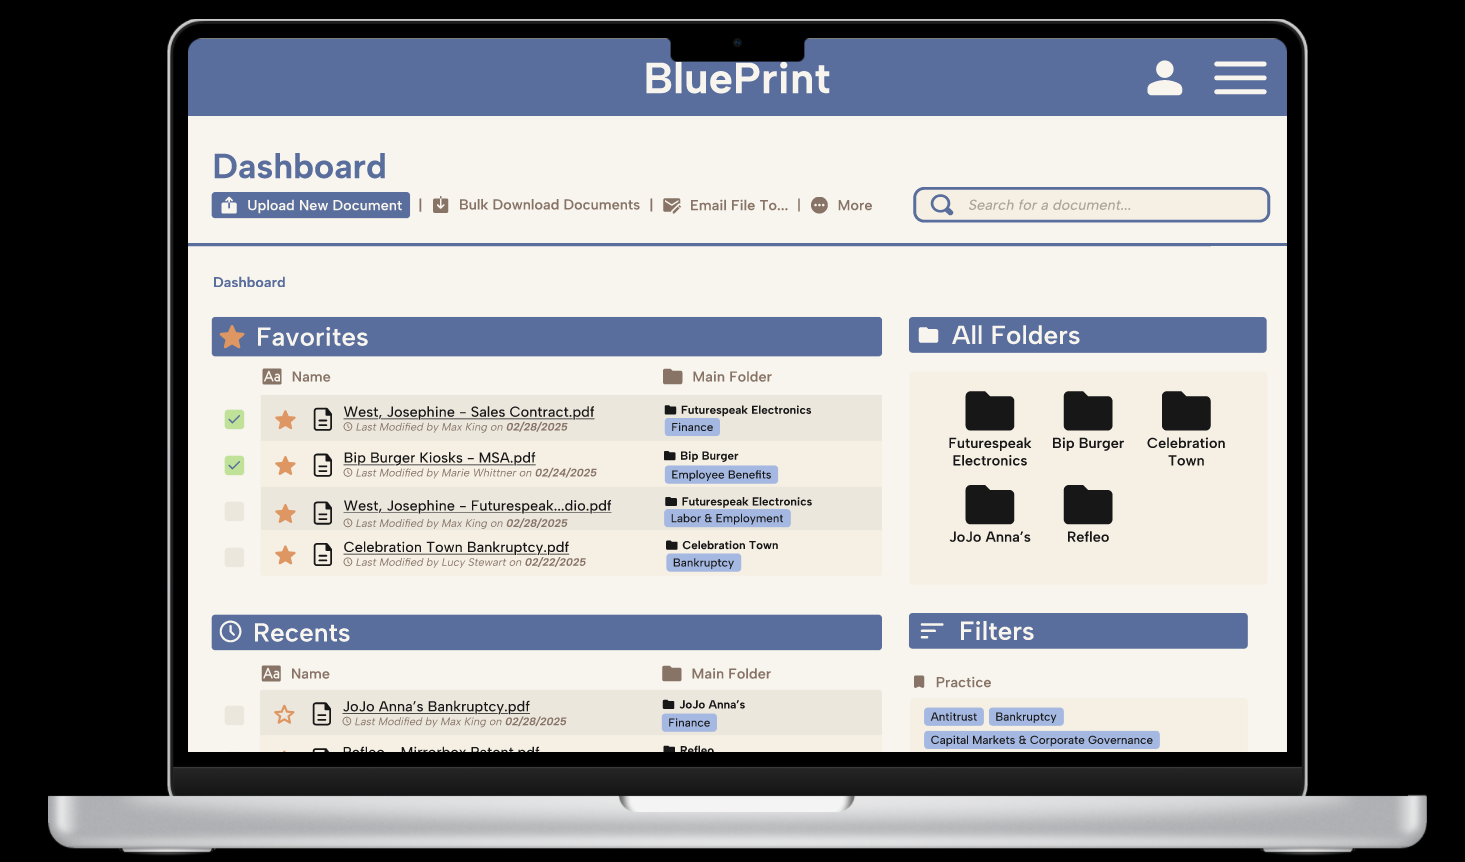 BluePrint
Dashboard
Upload New Document | Bulk Download Documents | Email File To... | More
Search for a document...
Dashboard
Favorites
Aa Name
Main Folder
West, Josephine - Sales Contract.pdf
Last Modified by Max King on 02/28/2025
Futurespeak Electronics
Finance
Bip Burger Kiosks - MSA.pdf
Last Modified by Marie Whittner on 02/24/2025
Bip Burger
Employee Benefits
West, Josephine - Futurespeak...dio.pdf
Last Modified by Max King on 02/28/2025
Futurespeak Electronics
Labor & Employment
Celebration Town Bankruptcy.pdf
Last Modified by Lucy Stewart on 02/22/2025
Celebration Town
Bankruptcy
All Folders
Futurespeak
Electronics
Bip Burger
Celebration
Town
JoJo Anna's
Refleo
Recents
Aa Name
Main Folder
JoJo Anna's Bankruptcy.pdf
Last Modified by Max King on 02/28/2025
JoJo Anna's
Finance
Refleo - Mirrorbox Patent.pdf
Refleo
Filters
Practice
Antitrust
Bankruptcy
Capital Markets & Corporate Governance